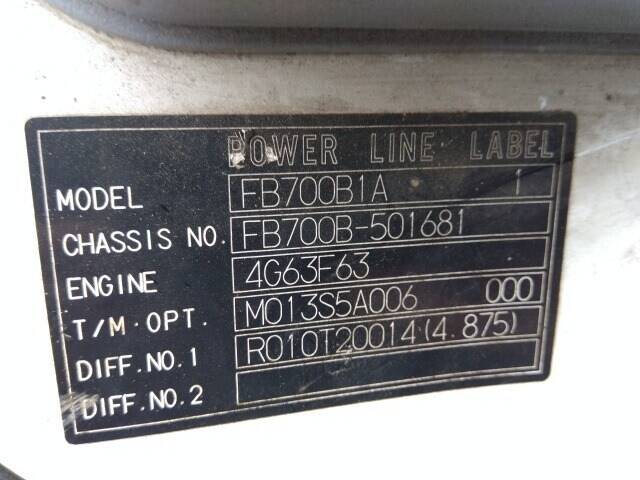 POWER LINE LABEL
MODEL FB700B1A 1
CHASSIS NO. FB700B-501681
ENGINE 4G63F63
T/M·OPT. M013S5A006 000
DIFF.NO.1 R010T20014(4.875)
DIFF.NO.2